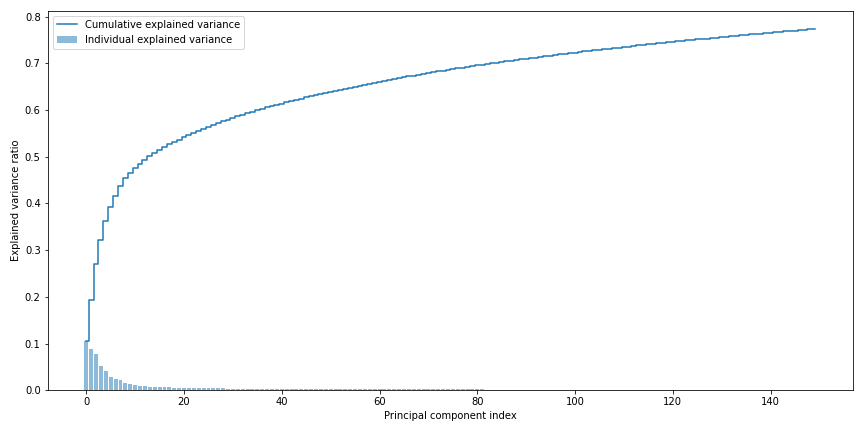 Cumulative explained variance
Individual explained variance
0.8
0.7
0.6
0.5
0.4
0.3
0.2
0.1
0.0
Explained variance ratio
0 20 40 60 80 100 120 140
Principal component index